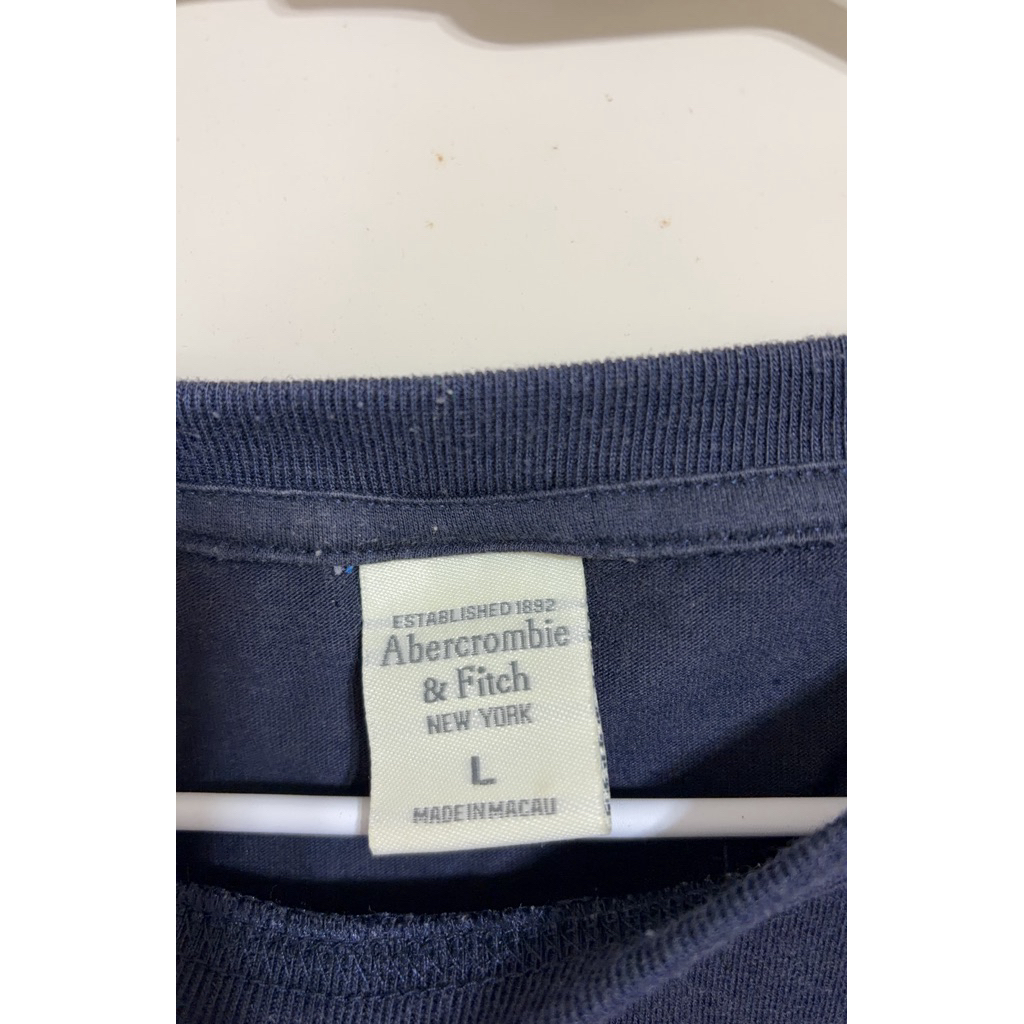 ESTABLISHED 1892
Abercrombie
& Fitch
NEW YORK
L
MADE IN MACAU